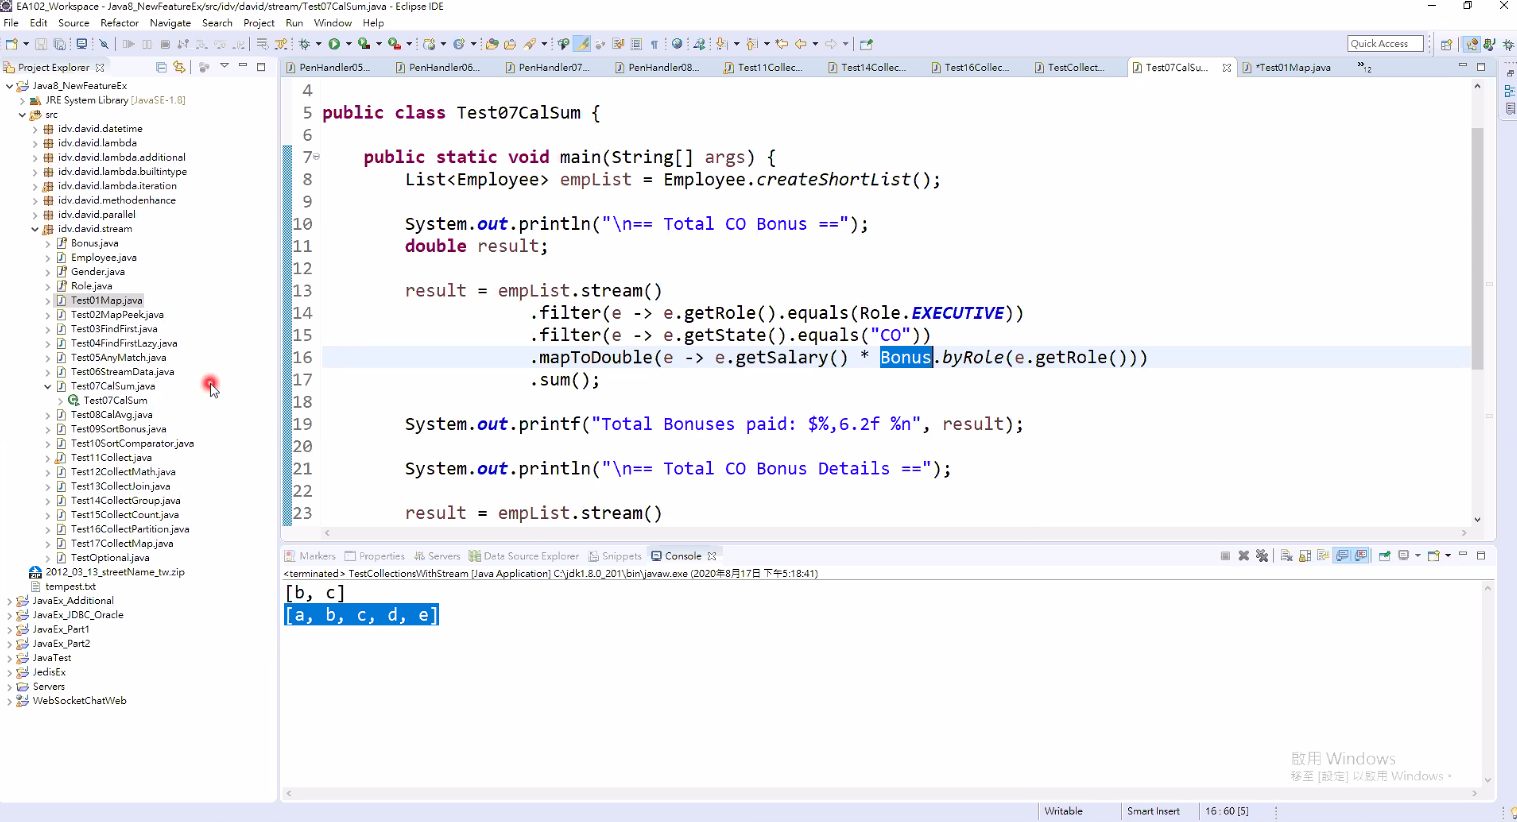 EA102_Workspace - Java8_NewFeatureEx/src/idv/david/stream/Test07CalSum.java - Eclipse IDE
File Edit Source Refactor Navigate Search Project Run Window Help
Quick Access
Project Explorer
PenHandler05... PenHandler06... PenHandler07... PenHandler08... Test11Collec... Test14Collec... Test16Collec... TestCollect... Test07CalSu... *Test01Map.java »12
Java8_NewFeatureEx
JRE System Library [JavaSE-1.8]
src
idv.david.datetime
idv.david.lambda
idv.david.lambda.additional
idv.david.lambda.builtintype
idv.david.lambda.iteration
idv.david.methodenhance
idv.david.parallel
idv.david.stream
Bonus.java
Employee.java
Gender.java
Role.java
Test01Map.java
Test02MapPeek.java
Test03FindFirst.java
Test04FindFirstLazy.java
Test05AnyMatch.java
Test06StreamData.java
Test07CalSum.java
Test07CalSum
Test08CalAvg.java
Test09SortBonus.java
Test10SortComparator.java
Test11Collect.java
Test12CollectMath.java
Test13CollectJoin.java
Test14CollectGroup.java
Test15CollectCount.java
Test16CollectPartition.java
Test17CollectMap.java
TestOptional.java
2012_03_13_streetName_tw.zip
tempest.txt
JavaEx_Additional
JavaEx_JDBC_Oracle
JavaEx_Part1
JavaEx_Part2
JavaTest
JedisEx
Servers
WebSocketChatWeb
4
5 public class Test07CalSum {
6
7 public static void main(String[] args) {
8 List<Employee> empList = Employee.createShortList();
9
10 System.out.println("\n== Total CO Bonus ==");
11 double result;
12
13 result = empList.stream()
14 .filter(e -> e.getRole().equals(Role.EXECUTIVE))
15 .filter(e -> e.getState().equals("CO"))
16 .mapToDouble(e -> e.getSalary() * Bonus.byRole(e.getRole()))
17 .sum();
18
19 System.out.printf("Total Bonuses paid: $%,6.2f %n", result);
20
21 System.out.println("\n== Total CO Bonus Details ==");
22
23 result = empList.stream()
Markers Properties Servers Data Source Explorer Snippets Console
<terminated> TestCollectionsWithStream [Java Application] C:\jdk1.8.0_201\bin\javaw.exe (2020年8月17日 下午5:18:41)
[b, c]
[a, b, c, d, e]
啟用 Windows
移至 [設定] 以啟用 Windows。
Writable Smart Insert 16 : 60 [5]